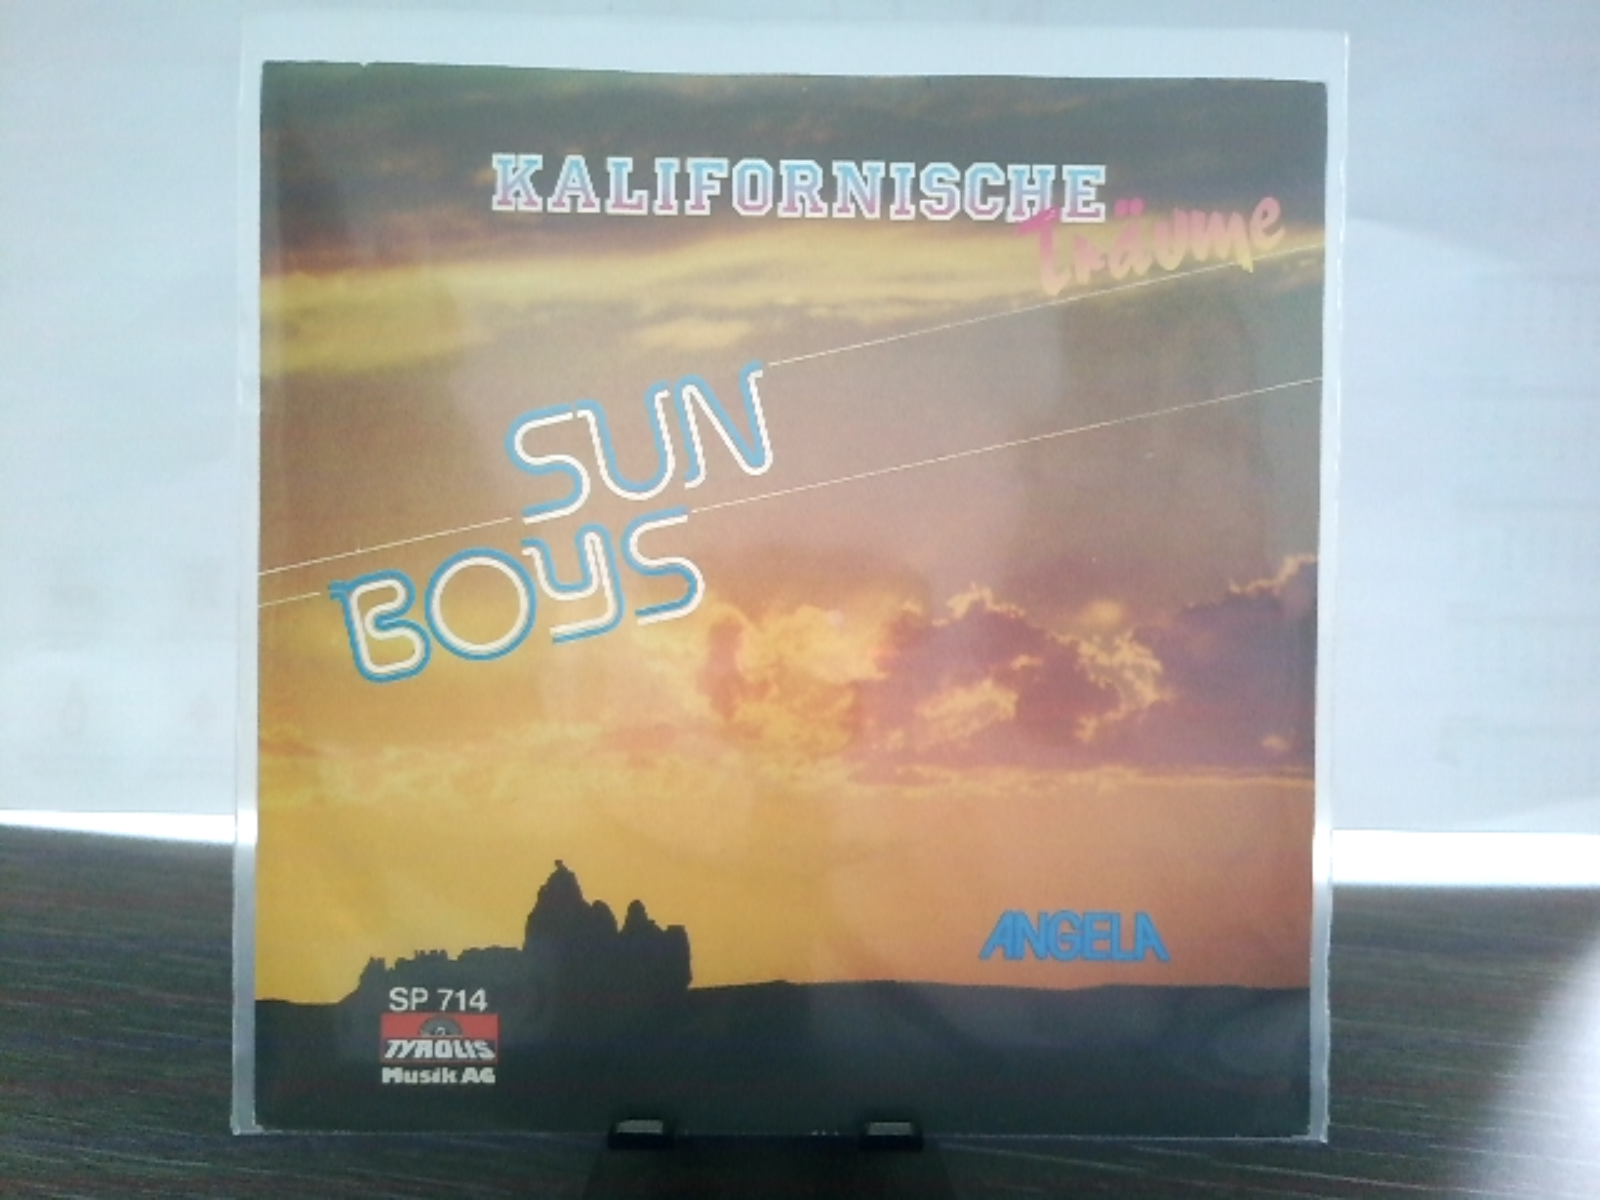 KALIFORNISCHE
Träume
SUN
BOYS
ANGELA
SP 714
TYROLIS
Musik AG